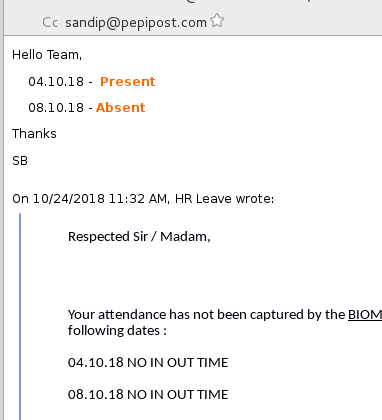 Cc sandip@pepipost.com
Hello Team,
04.10.18 - Present
08.10.18 - Absent
Thanks
SB
On 10/24/2018 11:32 AM, HR Leave wrote:
Respected Sir / Madam,
Your attendance has not been captured by the BIOM
following dates :
04.10.18 NO IN OUT TIME
08.10.18 NO IN OUT TIME